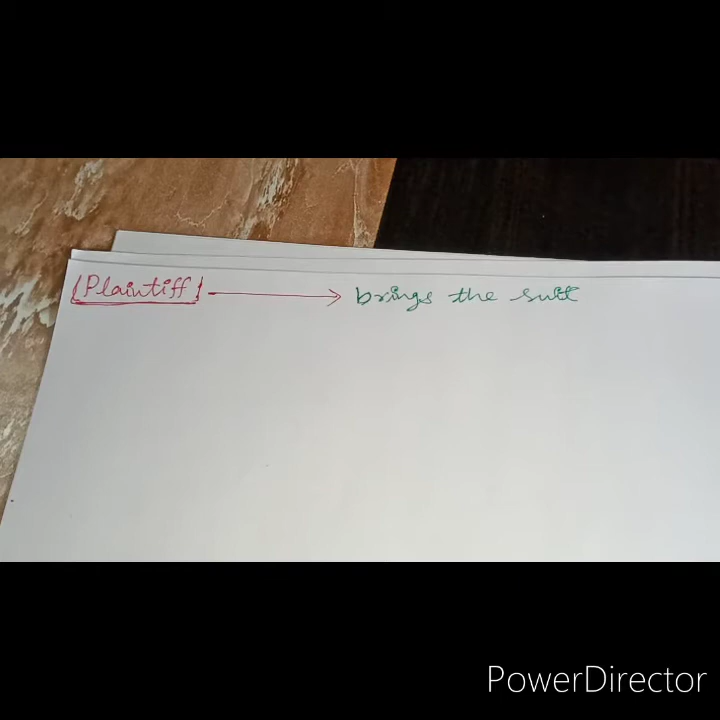 [Plaintiff] → brings the suit
PowerDirector